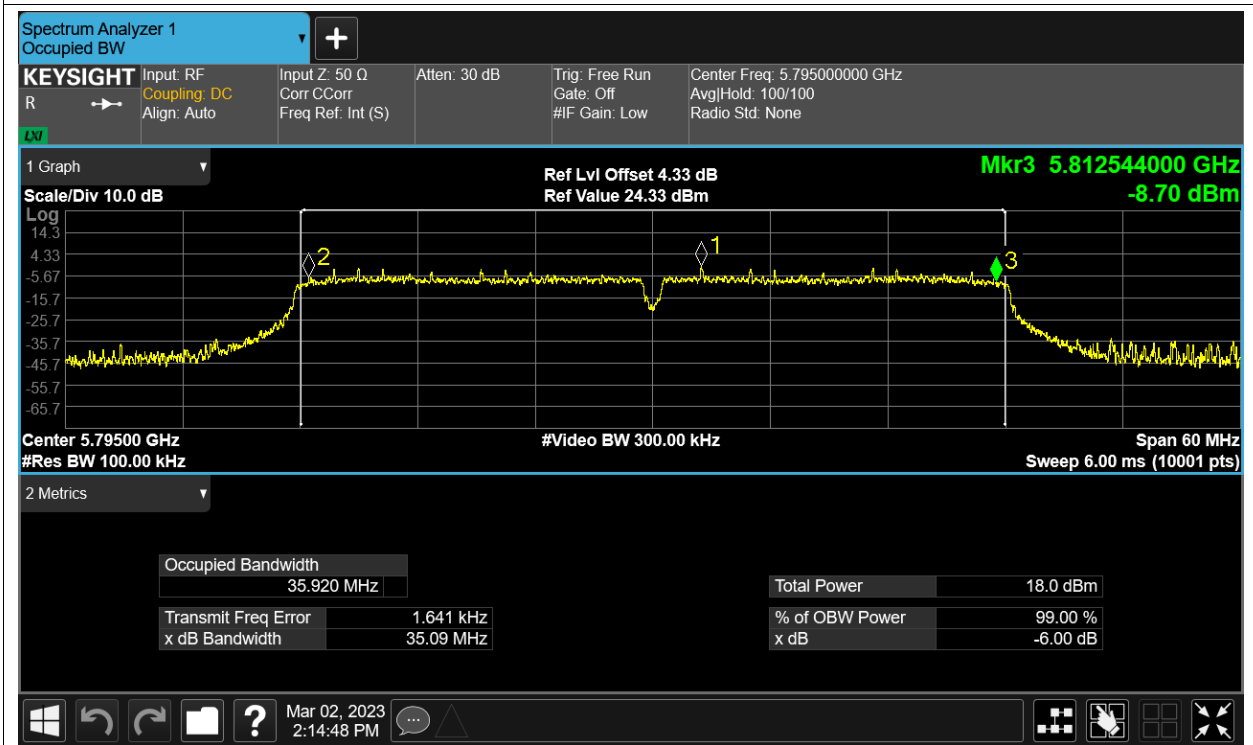 Spectrum Analyzer 1
Occupied BW
KEYSIGHT
R
LXI
Input: RF
Coupling: DC
Align: Auto
Input Z: 50 Ω
Corr CCorr
Freq Ref: Int (S)
Atten: 30 dB
Trig: Free Run
Gate: Off
#IF Gain: Low
Center Freq: 5.795000000 GHz
Avg|Hold: 100/100
Radio Std: None
1 Graph
Ref Lvl Offset 4.33 dB
Mkr3 5.812544000 GHz
Scale/Div 10.0 dB
Ref Value 24.33 dBm
-8.70 dBm
Log
14.3
4.33
-5.67
-15.7
-25.7
-35.7
-45.7
-55.7
-65.7
2
1
3
Center 5.79500 GHz
#Video BW 300.00 kHz
Span 60 MHz
#Res BW 100.00 kHz
Sweep 6.00 ms (10001 pts)
2 Metrics
Occupied Bandwidth
35.920 MHz
Total Power 18.0 dBm
Transmit Freq Error 1.641 kHz
% of OBW Power 99.00 %
x dB Bandwidth 35.09 MHz
x dB -6.00 dB
?
Mar 02, 2023
2:14:48 PM